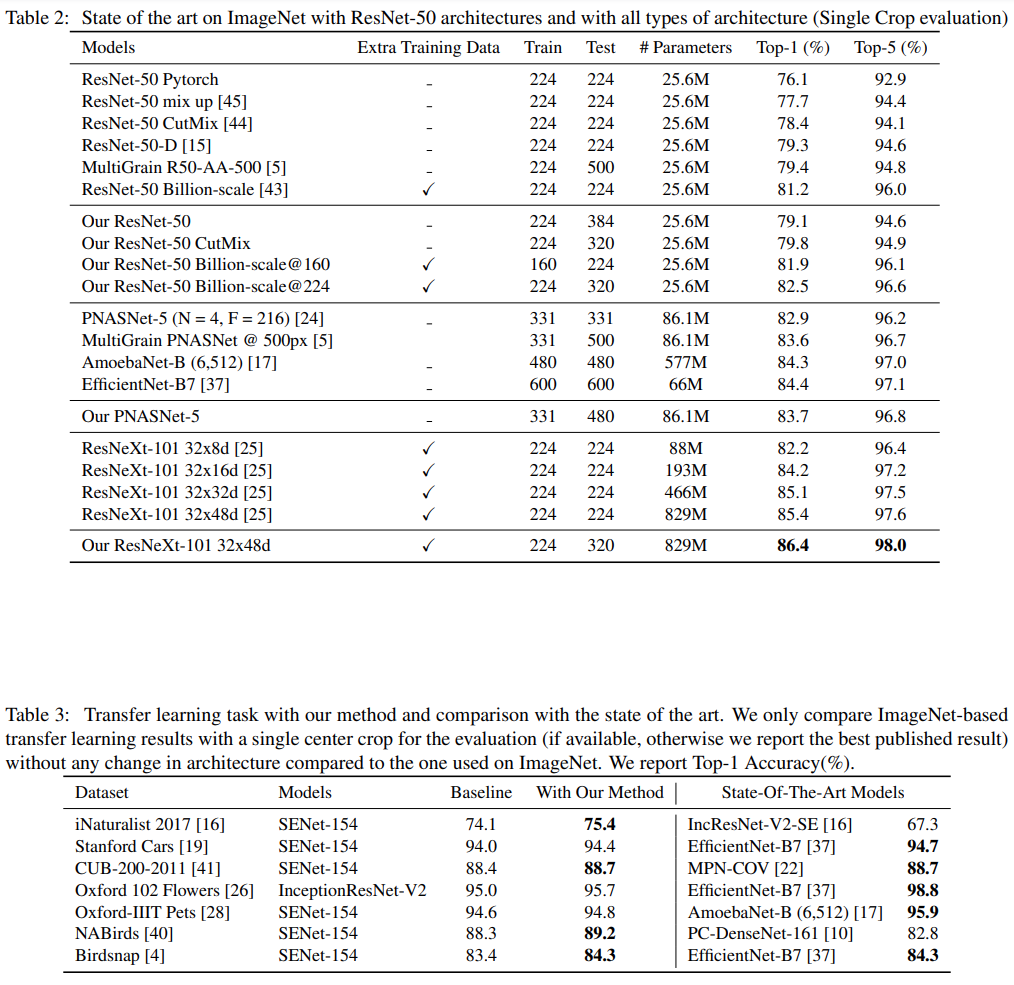 Table 2: State of the art on ImageNet with ResNet-50 architectures and with all types of architecture (Single Crop evaluation)
Models Extra Training Data Train Test # Parameters Top-1 (%) Top-5 (%)
ResNet-50 Pytorch - 224 224 25.6M 76.1 92.9
ResNet-50 mix up [45] - 224 224 25.6M 77.7 94.4
ResNet-50 CutMix [44] - 224 224 25.6M 78.4 94.1
ResNet-50-D [15] - 224 224 25.6M 79.3 94.6
MultiGrain R50-AA-500 [5] - 224 500 25.6M 79.4 94.8
ResNet-50 Billion-scale [43] ✓ 224 224 25.6M 81.2 96.0
Our ResNet-50 - 224 384 25.6M 79.1 94.6
Our ResNet-50 CutMix - 224 320 25.6M 79.8 94.9
Our ResNet-50 Billion-scale@160 ✓ 160 224 25.6M 81.9 96.1
Our ResNet-50 Billion-scale@224 ✓ 224 320 25.6M 82.5 96.6
PNASNet-5 (N = 4, F = 216) [24] - 331 331 86.1M 82.9 96.2
MultiGrain PNASNet @ 500px [5] 331 500 86.1M 83.6 96.7
AmoebaNet-B (6,512) [17] - 480 480 577M 84.3 97.0
EfficientNet-B7 [37] - 600 600 66M 84.4 97.1
Our PNASNet-5 - 331 480 86.1M 83.7 96.8
ResNeXt-101 32x8d [25] ✓ 224 224 88M 82.2 96.4
ResNeXt-101 32x16d [25] ✓ 224 224 193M 84.2 97.2
ResNeXt-101 32x32d [25] ✓ 224 224 466M 85.1 97.5
ResNeXt-101 32x48d [25] ✓ 224 224 829M 85.4 97.6
Our ResNeXt-101 32x48d ✓ 224 320 829M 86.4 98.0
Table 3: Transfer learning task with our method and comparison with the state of the art. We only compare ImageNet-based
transfer learning results with a single center crop for the evaluation (if available, otherwise we report the best published result)
without any change in architecture compared to the one used on ImageNet. We report Top-1 Accuracy(%).
Dataset Models Baseline With Our Method State-Of-The-Art Models
iNaturalist 2017 [16] SENet-154 74.1 75.4 IncResNet-V2-SE [16] 67.3
Stanford Cars [19] SENet-154 94.0 94.4 EfficientNet-B7 [37] 94.7
CUB-200-2011 [41] SENet-154 88.4 88.7 MPN-COV [22] 88.7
Oxford 102 Flowers [26] InceptionResNet-V2 95.0 95.7 EfficientNet-B7 [37] 98.8
Oxford-IIIT Pets [28] SENet-154 94.6 94.8 AmoebaNet-B (6,512) [17] 95.9
NABirds [40] SENet-154 88.3 89.2 PC-DenseNet-161 [10] 82.8
Birdsnap [4] SENet-154 83.4 84.3 EfficientNet-B7 [37] 84.3